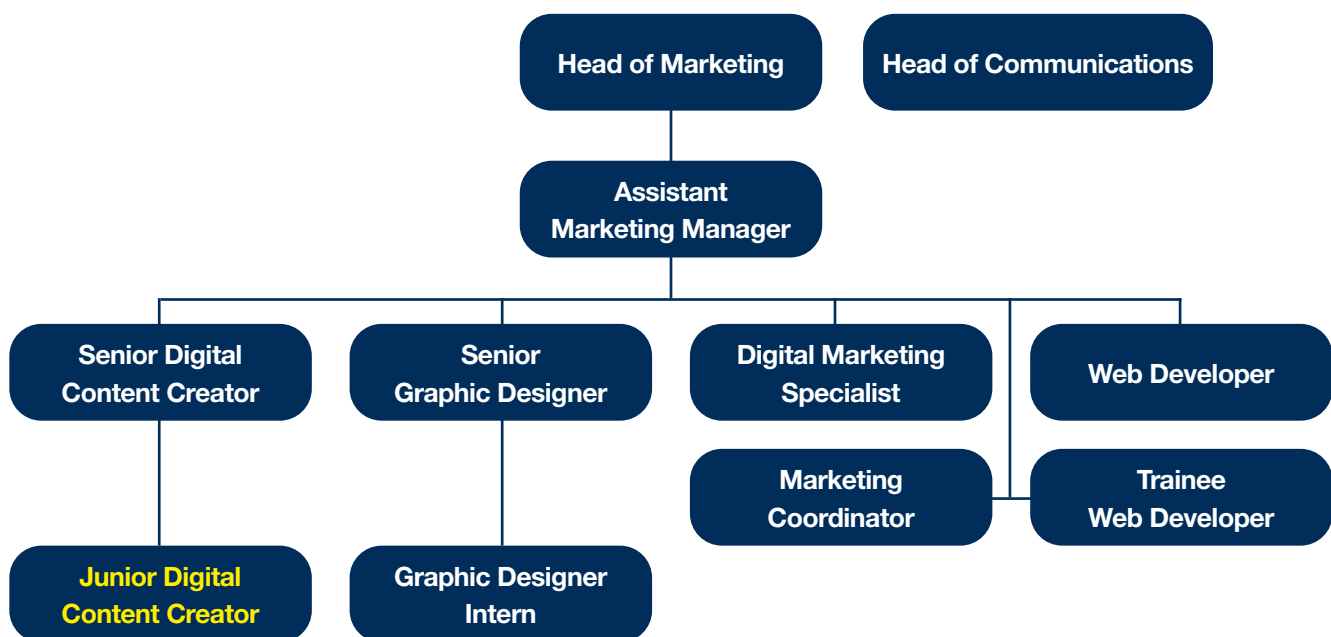 Head of Marketing
Head of Communications
Assistant
Marketing Manager
Senior Digital
Content Creator
Senior
Graphic Designer
Digital Marketing
Specialist
Web Developer
Marketing
Coordinator
Trainee
Web Developer
Junior Digital
Content Creator
Graphic Designer
Intern